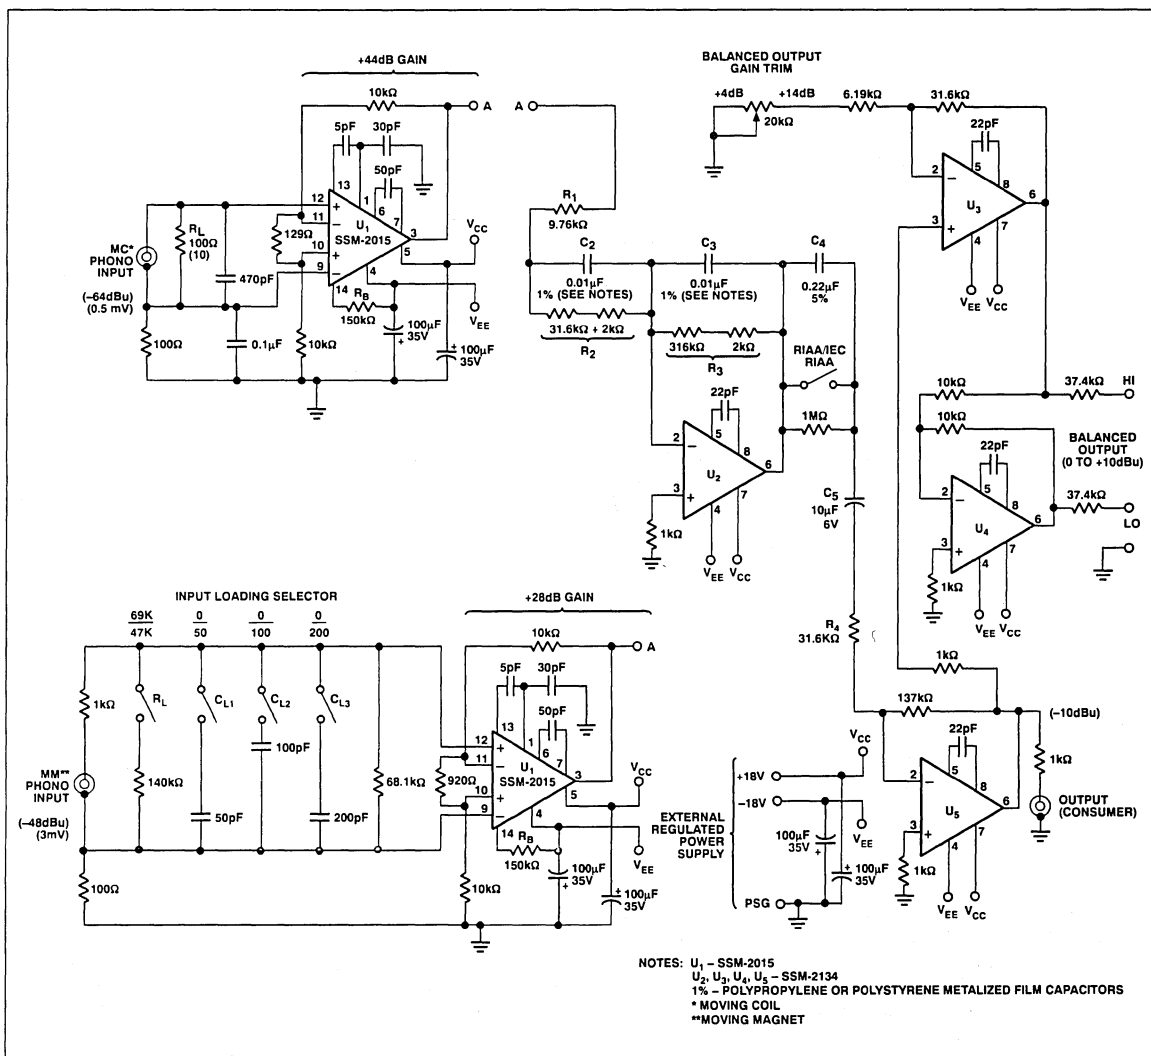 +44dB GAIN
10kΩ
A
A
5pF
30pF
50pF
13
12
+
11
−
1
6
7
129Ω
U1
SSM-2015
3
10
+
5
9
−
4
14
VCC
VEE
MC*
PHONO
INPUT
(–64dBu)
(0.5 mV)
RL
100Ω
(10)
470pF
100Ω
0.1µF
10kΩ
RB
150kΩ
100µF
35V
+
+
100µF
35V
R1
9.76kΩ
C2
0.01µF
1% (SEE NOTES)
31.6kΩ + 2kΩ
R2
C3
0.01µF
1% (SEE NOTES)
316kΩ
2kΩ
R3
C4
0.22µF
5%
RIAA/IEC
RIAA
1MΩ
22pF
2
−
5
8
U2
6
3
+
7
4
1kΩ
VEE
VCC
C5
10µF
6V
R4
31.6KΩ
BALANCED OUTPUT
GAIN TRIM
+4dB
+14dB
20kΩ
6.19kΩ
31.6kΩ
22pF
2
−
5
8
U3
6
3
+
7
4
VEE
VCC
10kΩ
10kΩ
37.4kΩ
HI
BALANCED
OUTPUT
(0 TO +10dBu)
22pF
2
−
5
8
U4
6
37.4kΩ
LO
3
+
7
4
1kΩ
VEE
VCC
1kΩ
137kΩ
(–10dBu)
22pF
1kΩ
2
−
5
8
U5
6
3
+
7
4
1kΩ
VEE
VCC
OUTPUT
(CONSUMER)
INPUT LOADING SELECTOR
69K
47K
0
50
0
100
0
200
1kΩ
RL
CL1
CL2
CL3
100pF
140kΩ
50pF
200pF
68.1kΩ
MM**
PHONO
INPUT
(–48dBu)
(3mV)
100Ω
+28dB GAIN
10kΩ
A
5pF
30pF
50pF
13
12
+
11
−
1
6
7
920Ω
U1
SSM-2015
3
10
+
5
9
−
4
14
VCC
VEE
RB
150kΩ
10kΩ
100µF
35V
+
+
100µF
35V
EXTERNAL
REGULATED
POWER
SUPPLY
+18V
–18V
PSG
VCC
VEE
100µF
35V
+
+
100µF
35V
NOTES: U1 – SSM-2015
U2, U3, U4, U5 – SSM-2134
1% – POLYPROPYLENE OR POLYSTYRENE METALIZED FILM CAPACITORS
* MOVING COIL
**MOVING MAGNET